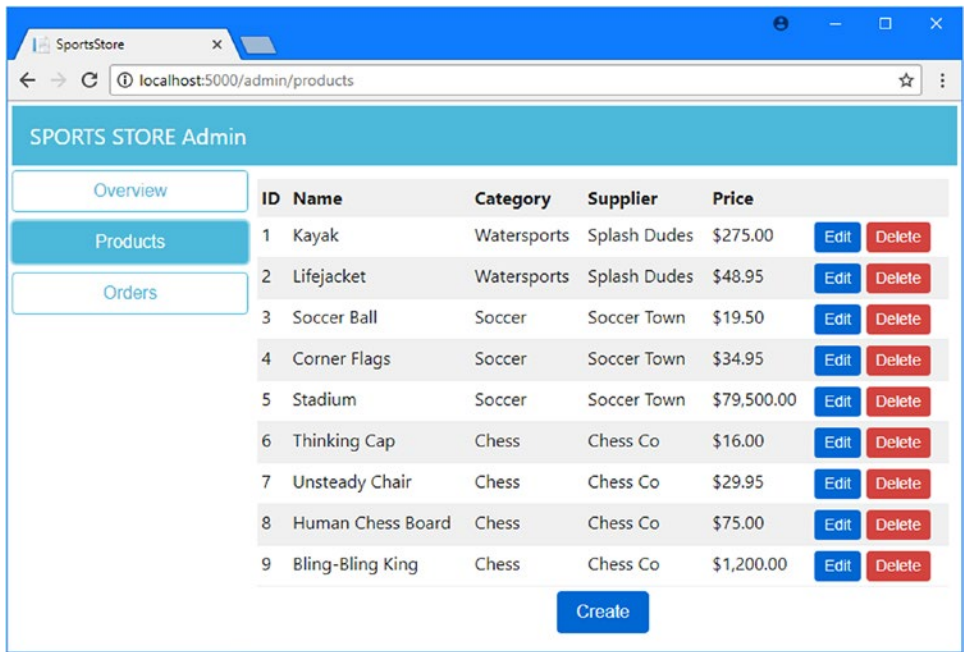 SportsStore
localhost:5000/admin/products
SPORTS STORE Admin
Overview
Products
Orders
ID Name Category Supplier Price
1 Kayak Watersports Splash Dudes $275.00 Edit Delete
2 Lifejacket Watersports Splash Dudes $48.95 Edit Delete
3 Soccer Ball Soccer Soccer Town $19.50 Edit Delete
4 Corner Flags Soccer Soccer Town $34.95 Edit Delete
5 Stadium Soccer Soccer Town $79,500.00 Edit Delete
6 Thinking Cap Chess Chess Co $16.00 Edit Delete
7 Unsteady Chair Chess Chess Co $29.95 Edit Delete
8 Human Chess Board Chess Chess Co $75.00 Edit Delete
9 Bling-Bling King Chess Chess Co $1,200.00 Edit Delete
Create